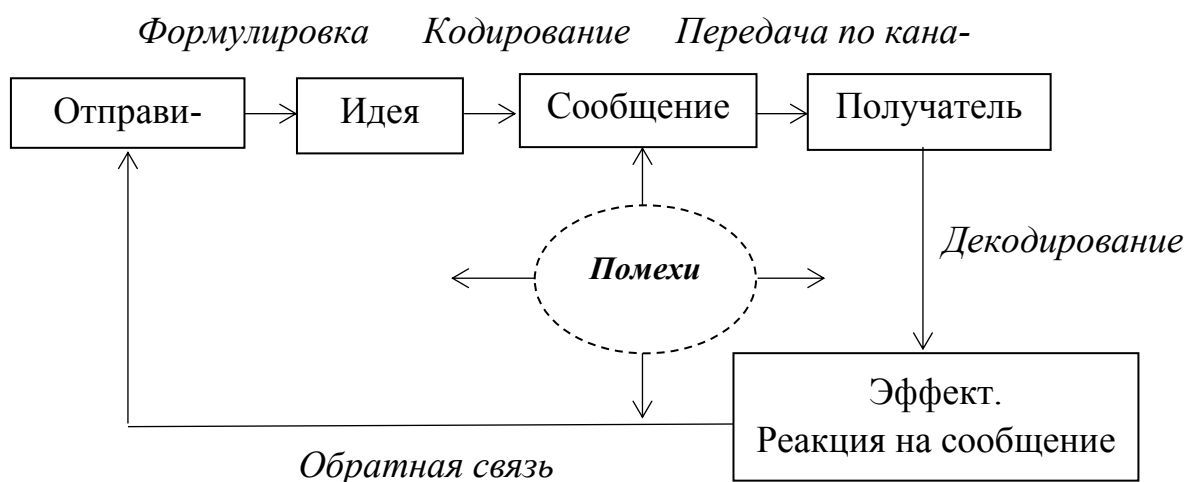 Формулировка Кодирование Передача по кана-
Отправи- Идея Сообщение Получатель
Декодирование
Помехи
Эффект.
Реакция на сообщение
Обратная связь